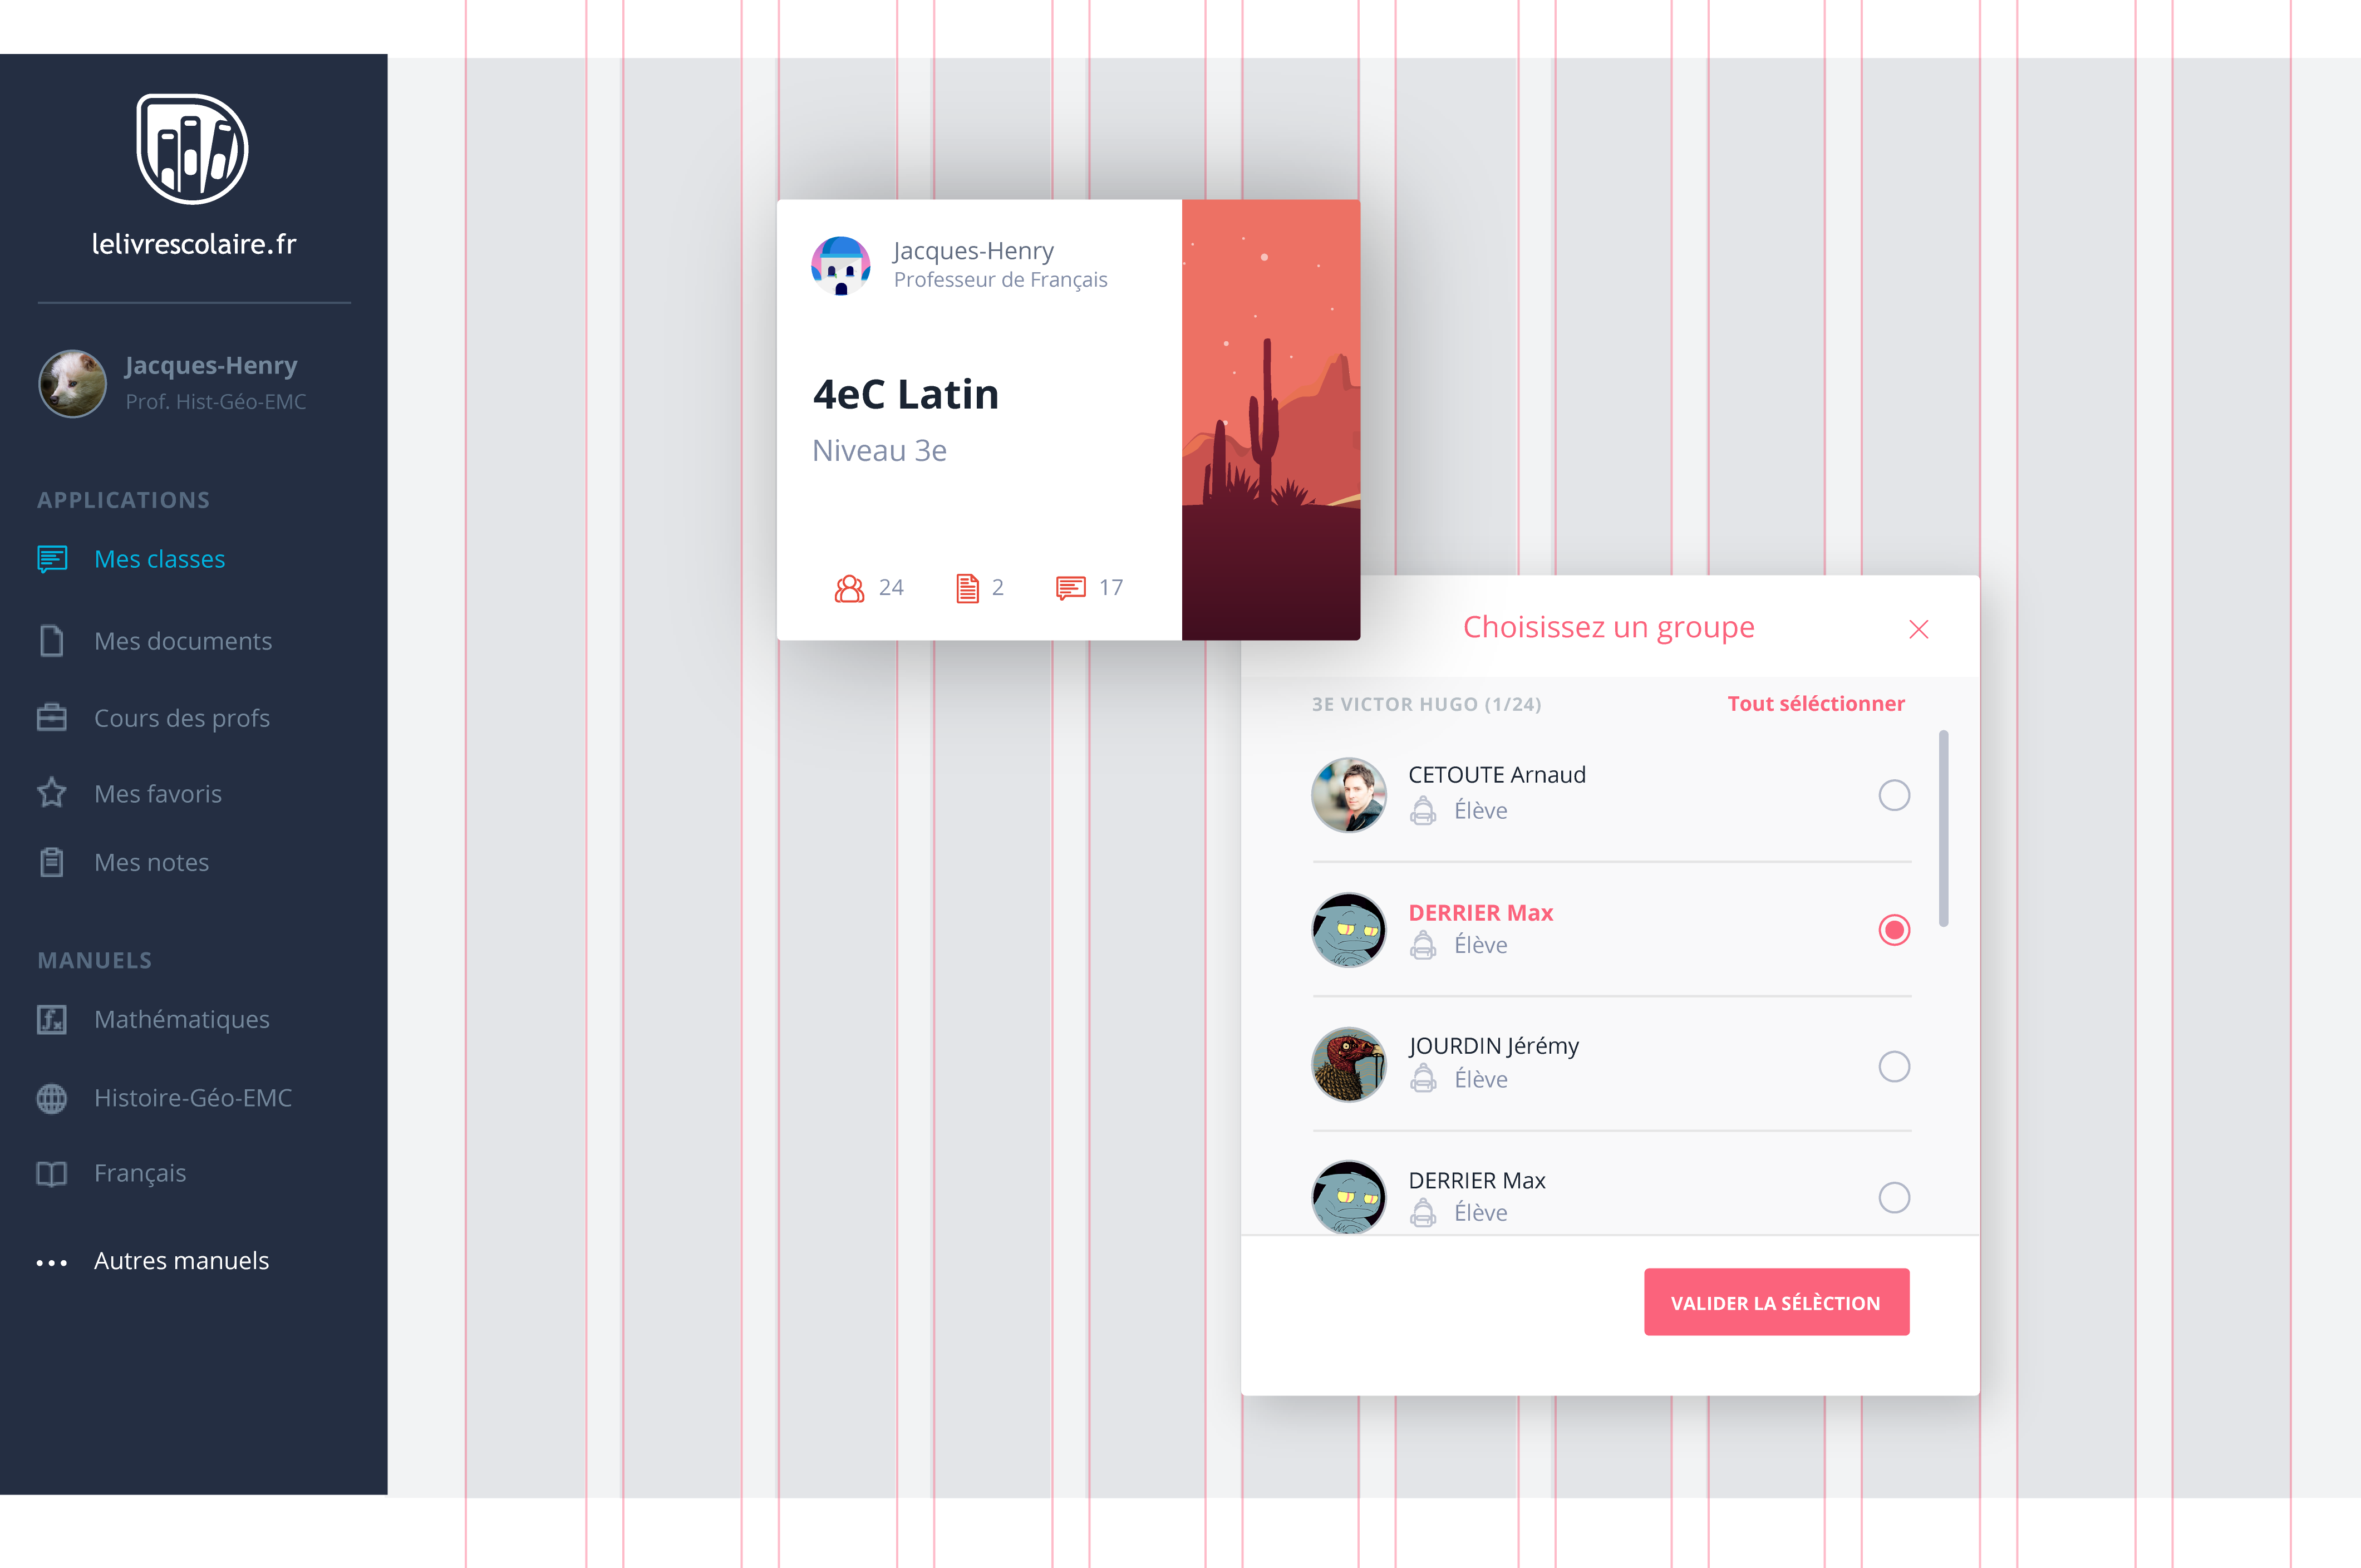 lelivrescolaire.fr
Jacques-Henry
Prof. Hist-Géo-EMC
APPLICATIONS
Mes classes
Mes documents
Cours des profs
Mes favoris
Mes notes
MANUELS
Mathématiques
Histoire-Géo-EMC
Français
Autres manuels
Jacques-Henry
Professeur de Français
4eC Latin
Niveau 3e
24 2 17
Choisissez un groupe
3E VICTOR HUGO (1/24) Tout séléctionner
CETOUTE Arnaud
Élève
DERRIER Max
Élève
JOURDIN Jérémy
Élève
DERRIER Max
Élève
VALIDER LA SÉLÈCTION